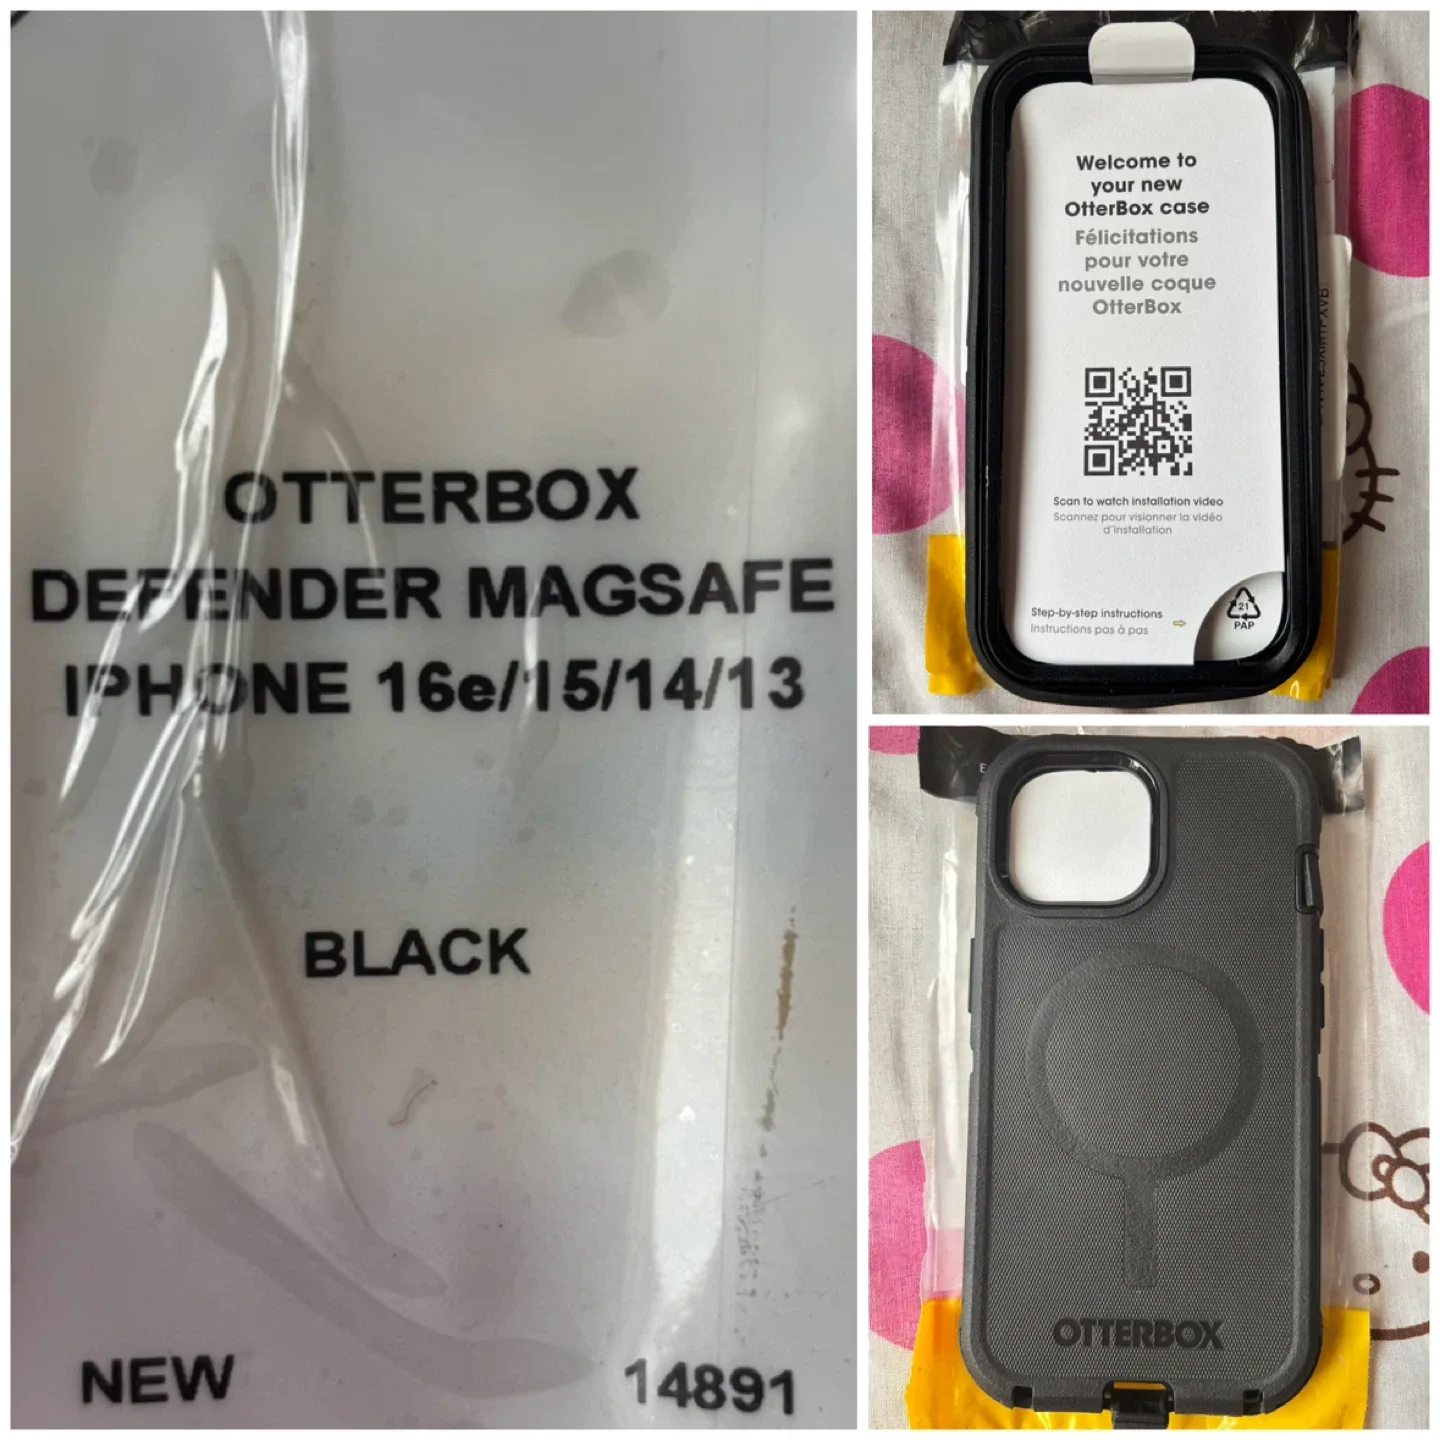 OTTERBOX
DEFENDER MAGSAFE
IPHONE 16e/15/14/13
BLACK
NEW
14891
Welcome to
your new
OtterBox case
Félicitations
pour votre
nouvelle coque
OtterBox
Scan to watch installation video
Scannez pour visionner la vidéo
d'installation
Step-by-step instructions
Instructions pas à pas
21
PAP
OTTERBOX